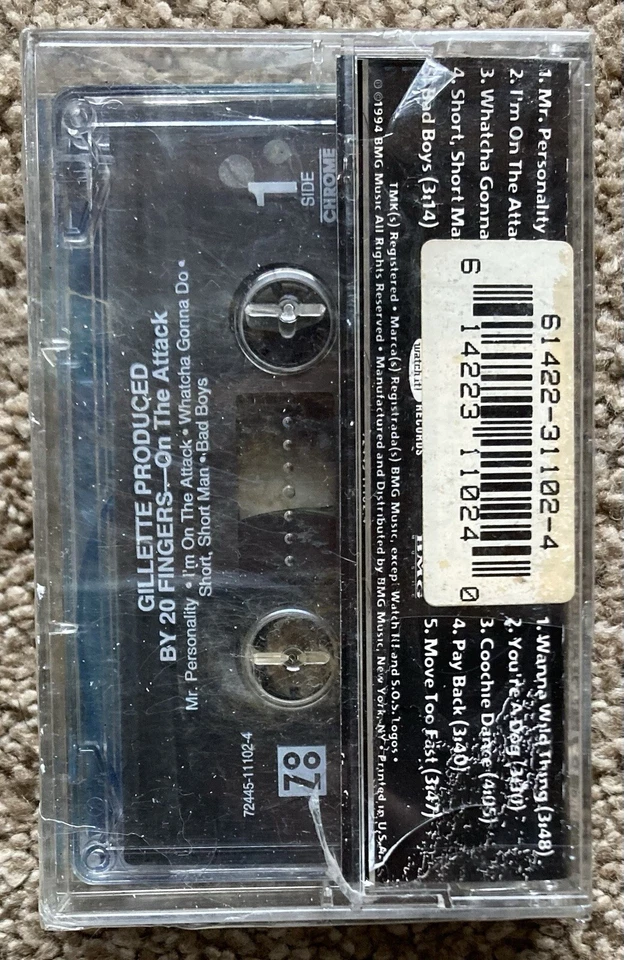 1
SIDE
CHROME
GILLETTE PRODUCED
BY 20 FINGERS—On The Attack
Mr. Personality • I'm On The Attack • Whatcha Gonna Do •
Short, Short Man • Bad Boys
72445-11102-4
1. Mr. Personality
2. I'm On The Attac
3. Whatcha Gonna
4. Short, Short Ma
Bad Boys (3:14)
61422-31102-4
6 14223 11024 0
watch it! RECORDS
BMG
1. Wanna Wild Thing (3:48)
2. You're A Dog (3:30)
3. Coochie Dance (4:05)
4. Pay Back (3:40)
5. Move Too Fast (3:47)
TMK(s) Registered • Marca(s) Registrada(s) BMG Music, except Watch It! and S.O.S. Logos •
℗ © 1994 BMG Music All Rights Reserved • Manufactured and Distributed by BMG Music, New York, NY • Printed in U.S.A.